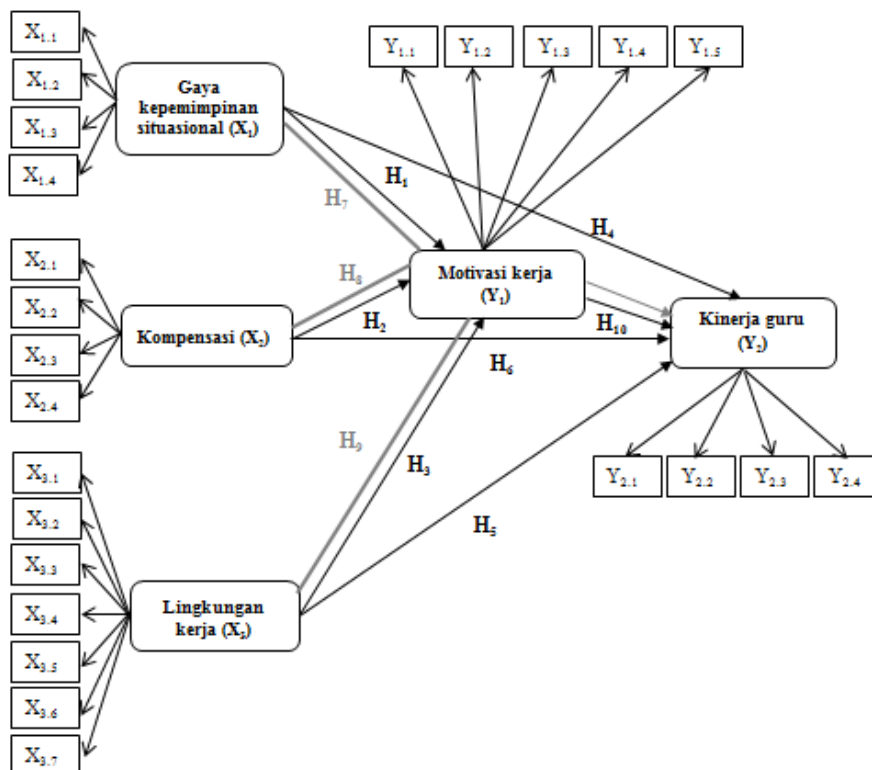 X1.1
X1.2
X1.3
X1.4
Gaya
kepemimpinan
situasional (X1)
Y1.1
Y1.2
Y1.3
Y1.4
Y1.5
H1
H7
H4
X2.1
X2.2
X2.3
X2.4
Kompensasi (X2)
H8
H2
Motivasi kerja
(Y1)
H10
H6
Kinerja guru
(Y2)
H9
H3
H5
Y2.1
Y2.2
Y2.3
Y2.4
X3.1
X3.2
X3.3
X3.4
X3.5
X3.6
X3.7
Lingkungan
kerja (X3)